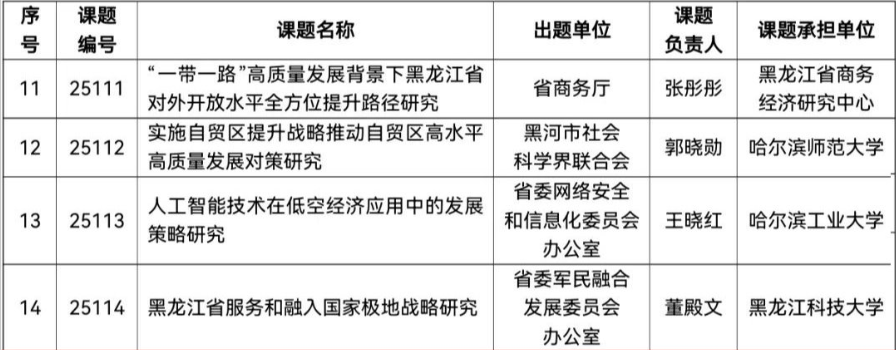 序号 课题编号 课题名称 出题单位 课题负责人 课题承担单位
11 25111 “一带一路”高质量发展背景下黑龙江省对外开放水平全方位提升路径研究 省商务厅 张彤彤 黑龙江省商务经济研究中心
12 25112 实施自贸区提升战略推动自贸区高水平高质量发展对策研究 黑河市社会科学界联合会 郭晓勋 哈尔滨师范大学
13 25113 人工智能技术在低空经济应用中的发展策略研究 省委网络安全和信息化委员会办公室 王晓红 哈尔滨工业大学
14 25114 黑龙江省服务和融入国家极地战略研究 省委军民融合发展委员会办公室 董殿文 黑龙江科技大学